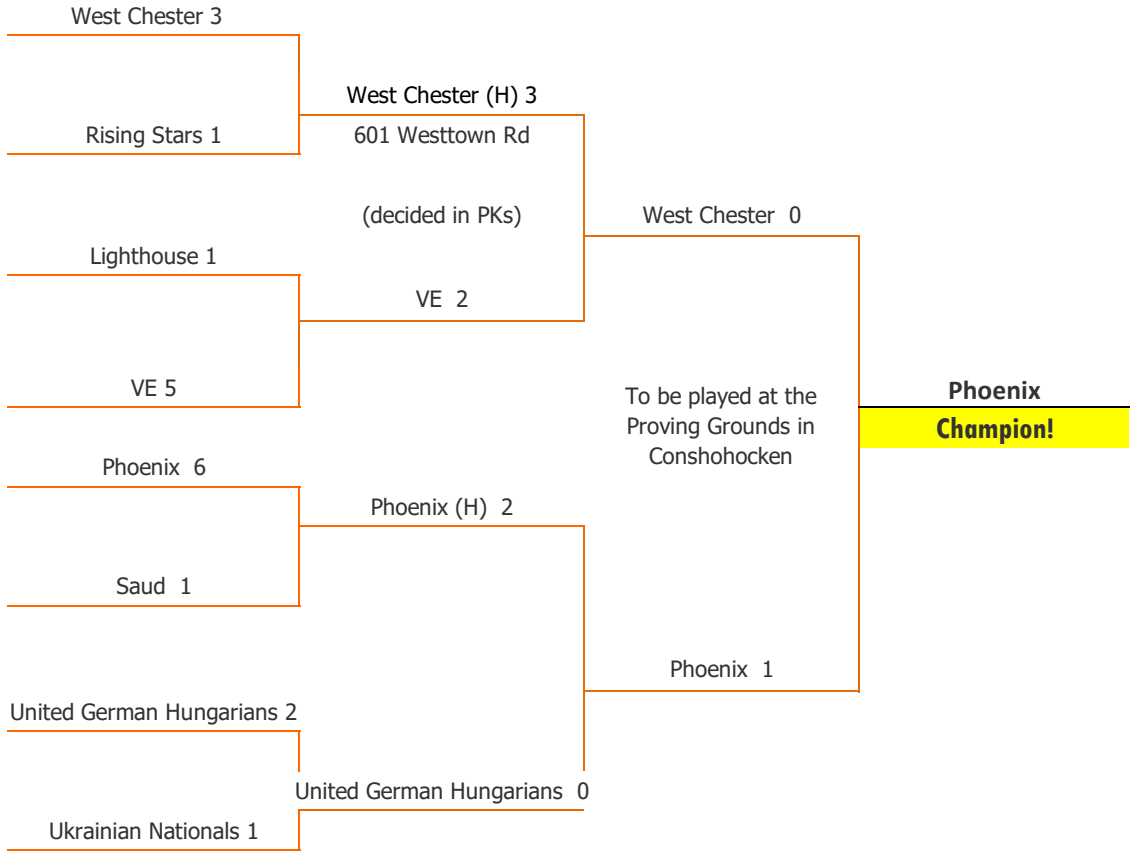 West Chester 3
West Chester (H) 3
Rising Stars 1
601 Westtown Rd
(decided in PKs)
West Chester 0
Lighthouse 1
VE 2
VE 5
To be played at the
Proving Grounds in
Conshohocken
Phoenix
Champion!
Phoenix 6
Phoenix (H) 2
Saud 1
Phoenix 1
United German Hungarians 2
United German Hungarians 0
Ukrainian Nationals 1